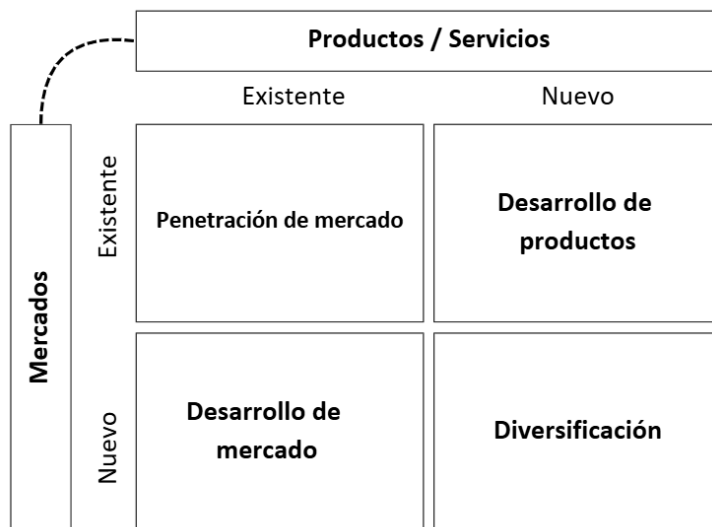 Productos / Servicios
Existente
Nuevo
Mercados
Existente
Penetración de mercado
Desarrollo de
productos
Nuevo
Desarrollo de
mercado
Diversificación